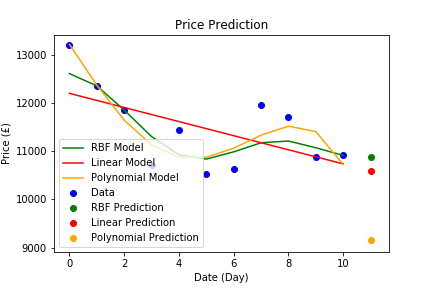 Price Prediction
13000
12000
11000
10000
9000
Price (£)
RBF Model
Linear Model
Polynomial Model
Data
RBF Prediction
Linear Prediction
Polynomial Prediction
0 2 4 6 8 10
Date (Day)